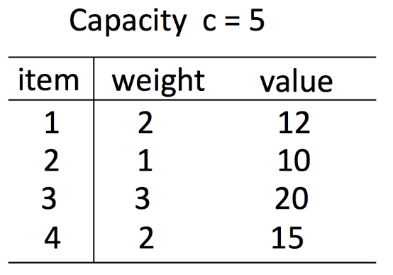 Capacity c = 5
item weight value
1 2 12
2 1 10
3 3 20
4 2 15